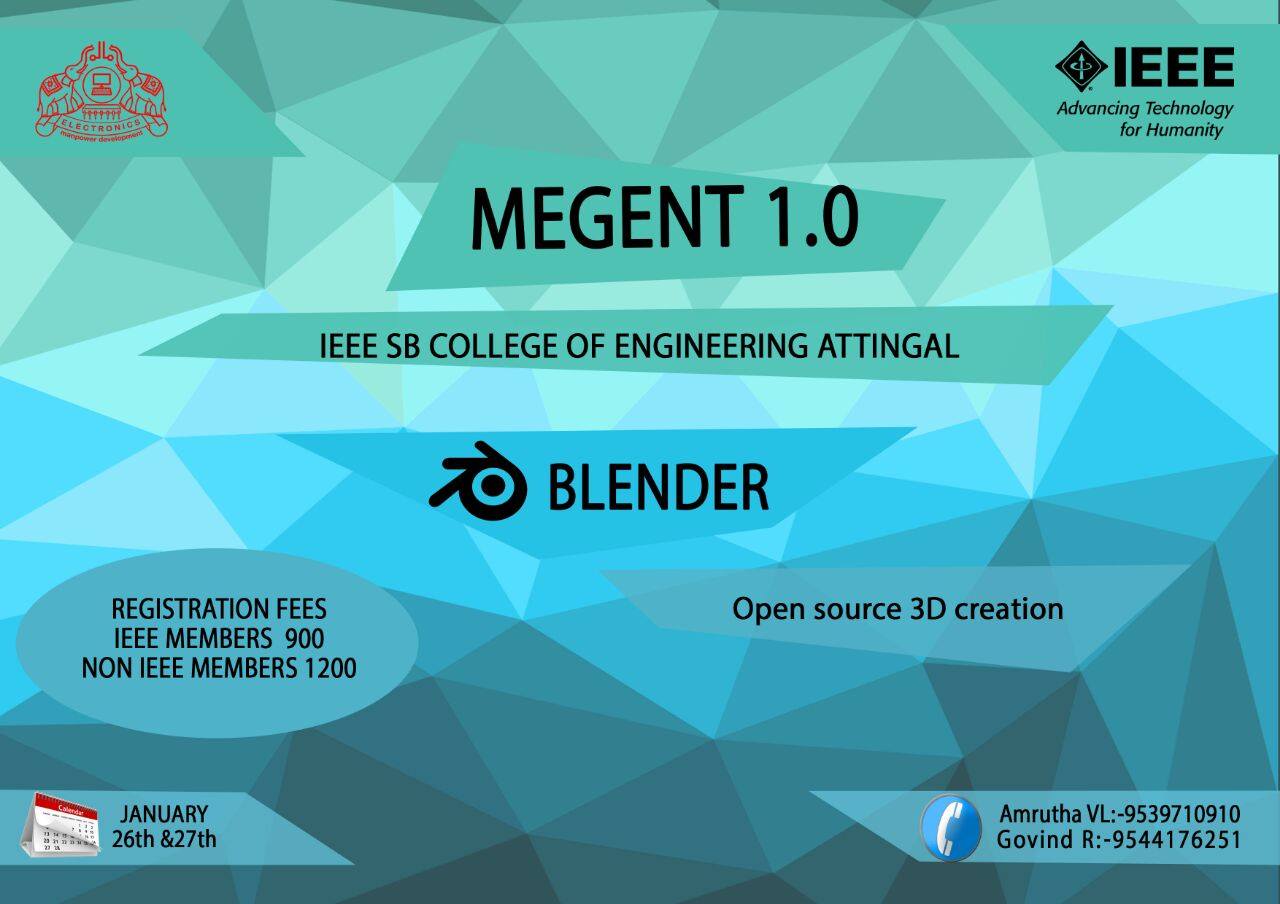 ELECTRONICS
manpower development
IEEE
Advancing Technology
for Humanity
MEGENT 1.0
IEEE SB COLLEGE OF ENGINEERING ATTINGAL
BLENDER
REGISTRATION FEES
IEEE MEMBERS 900
NON IEEE MEMBERS 1200
Open source 3D creation
Calendar
JANUARY
26th &27th
Amrutha VL:-9539710910
Govind R:-9544176251